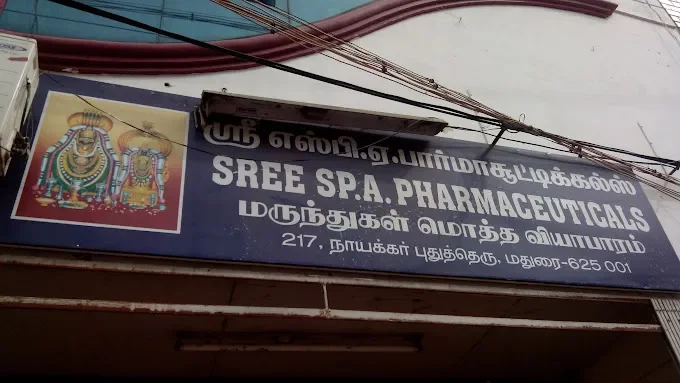 ஸ்ரீ எஸ்பி.ஏ.பார்மாசூட்டிக்கல்ஸ்
SREE SP.A. PHARMACEUTICALS
மருந்துகள் மொத்த வியாபாரம்
217, நாயக்கர் புதுத்தெரு, மதுரை-625 001